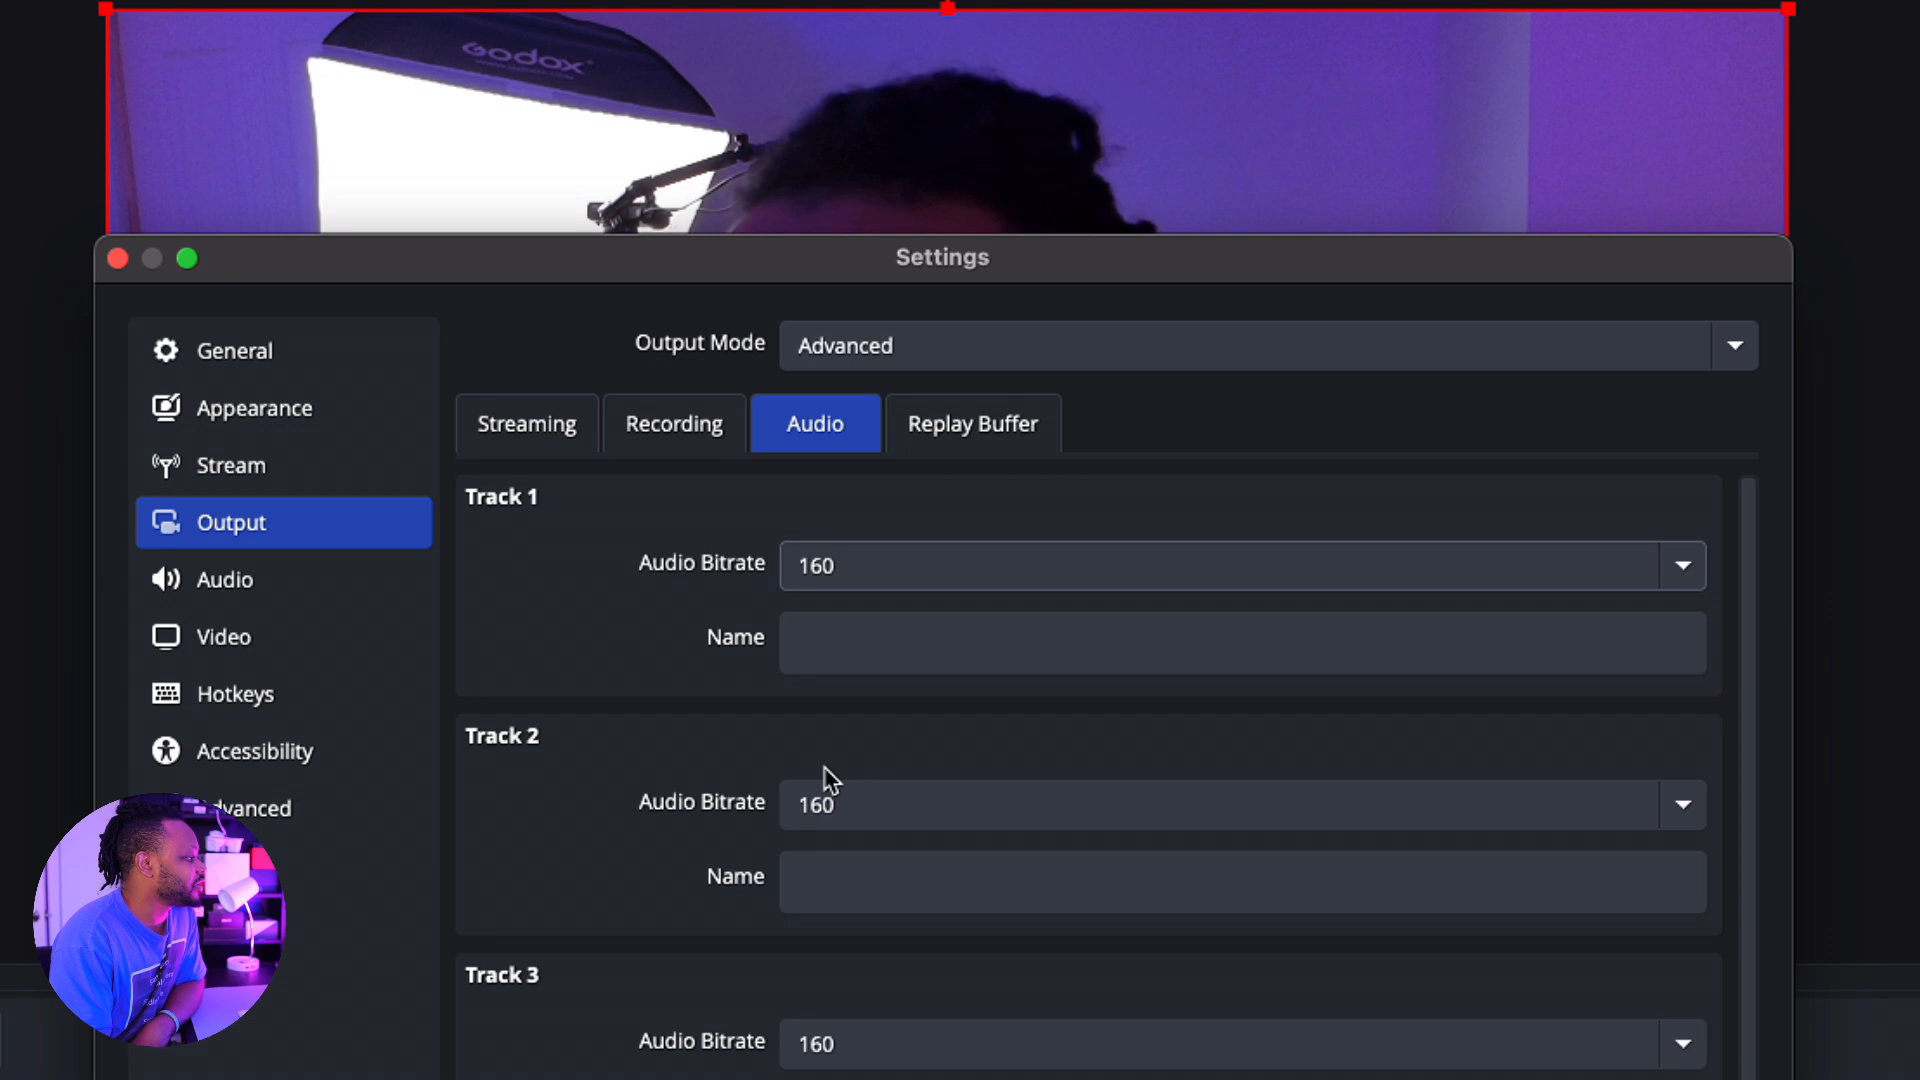 Godox
Settings
General
Appearance
Stream
Output
Audio
Video
Hotkeys
Accessibility
dvanced
Output Mode
Advanced
Streaming
Recording
Audio
Replay Buffer
Track 1
Audio Bitrate
160
Name
Track 2
Audio Bitrate
160
Name
Track 3
Audio Bitrate
160